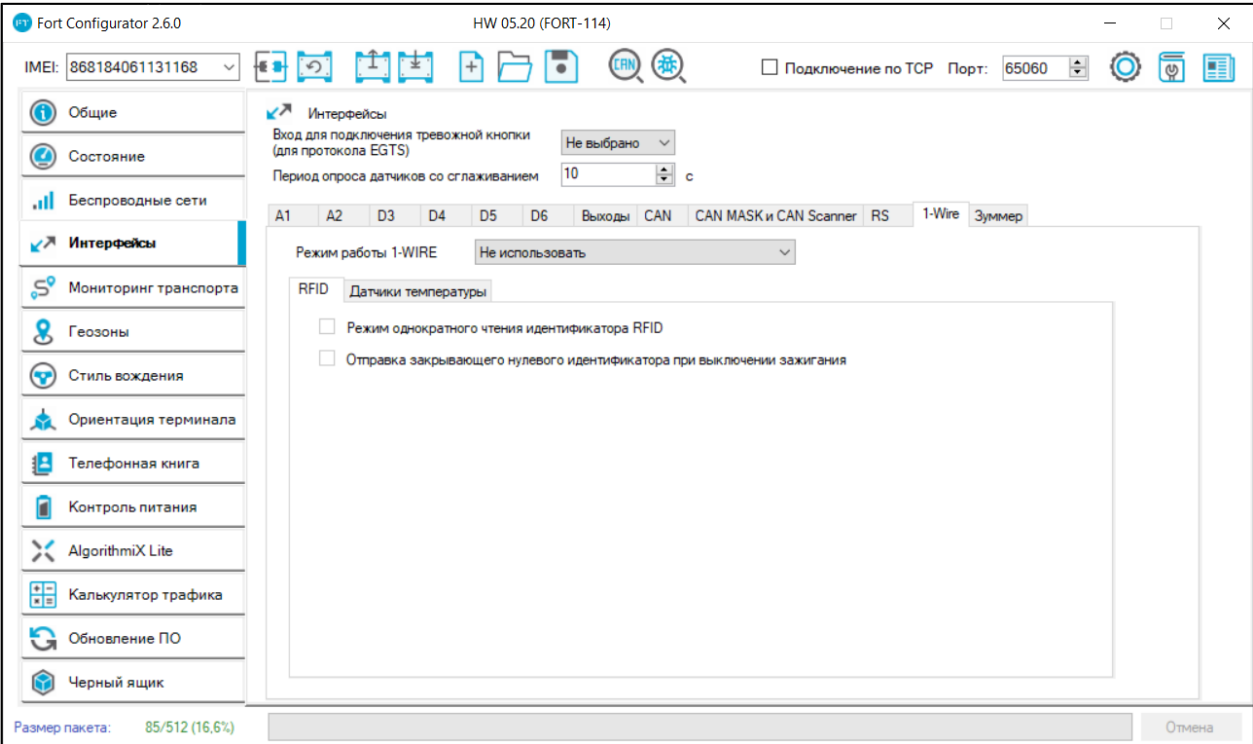 FT Fort Configurator 2.6.0 HW 05.20 (FORT-114)
IMEI: 868184061131168 CAN Подключение по TCP Порт: 65060
Общие
Состояние
Беспроводные сети
Интерфейсы
Мониторинг транспорта
Геозоны
Стиль вождения
Ориентация терминала
Телефонная книга
Контроль питания
AlgorithmiX Lite
Калькулятор трафика
Обновление ПО
Черный ящик
Интерфейсы
Вход для подключения тревожной кнопки
(для протокола EGTS)
Не выбрано
Период опроса датчиков со сглаживанием 10 с
A1 A2 D3 D4 D5 D6 Выходы CAN CAN MASK и CAN Scanner RS 1-Wire Зуммер
Режим работы 1-WIRE Не использовать
RFID Датчики температуры
Режим однократного чтения идентификатора RFID
Отправка закрывающего нулевого идентификатора при выключении зажигания
Размер пакета: 85/512 (16,6%) Отмена